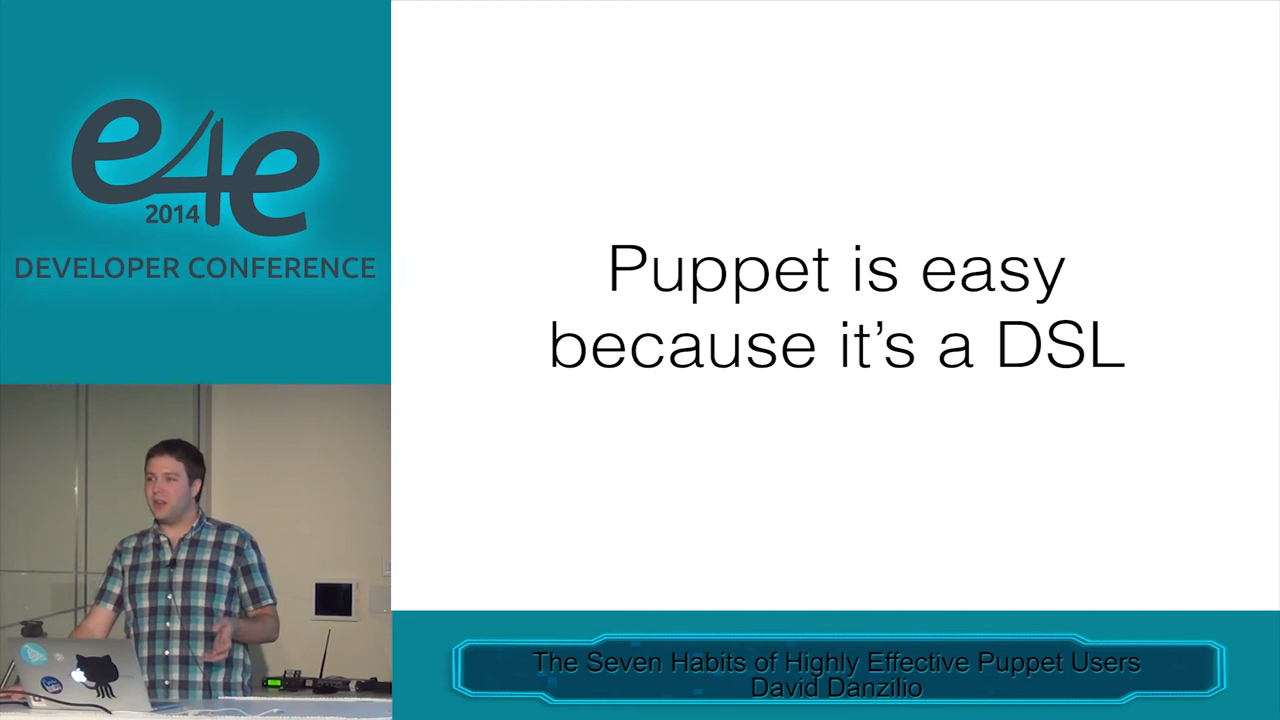 e4e
2014
DEVELOPER CONFERENCE
Puppet is easy
because it's a DSL
The Seven Habits of Highly Effective Puppet Users
David Danzilio